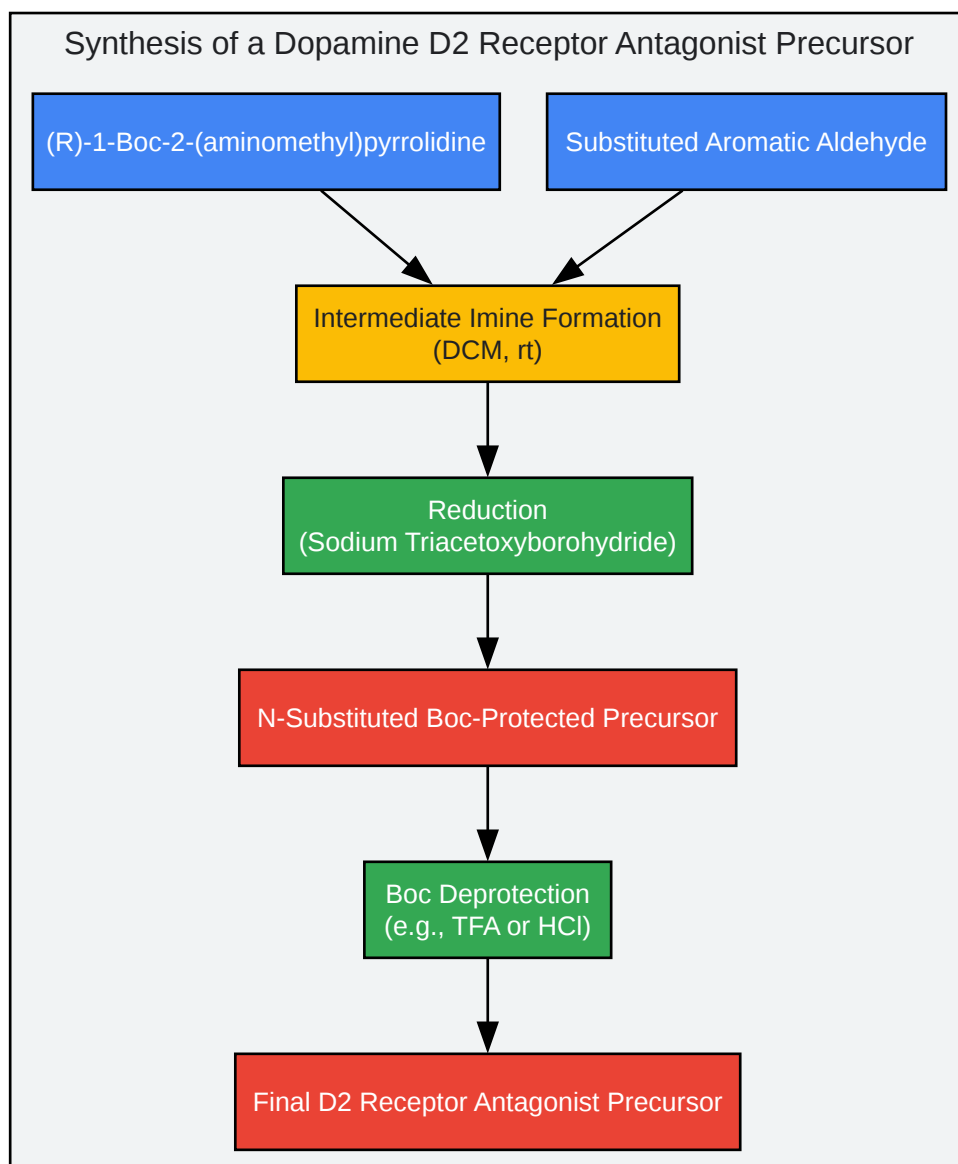 Synthesis of a Dopamine D2 Receptor Antagonist Precursor
(R)-1-Boc-2-(aminomethyl)pyrrolidine
Substituted Aromatic Aldehyde
Intermediate Imine Formation
(DCM, rt)
Reduction
(Sodium Triacetoxyborohydride)
N-Substituted Boc-Protected Precursor
Boc Deprotection
(e.g., TFA or HCl)
Final D2 Receptor Antagonist Precursor